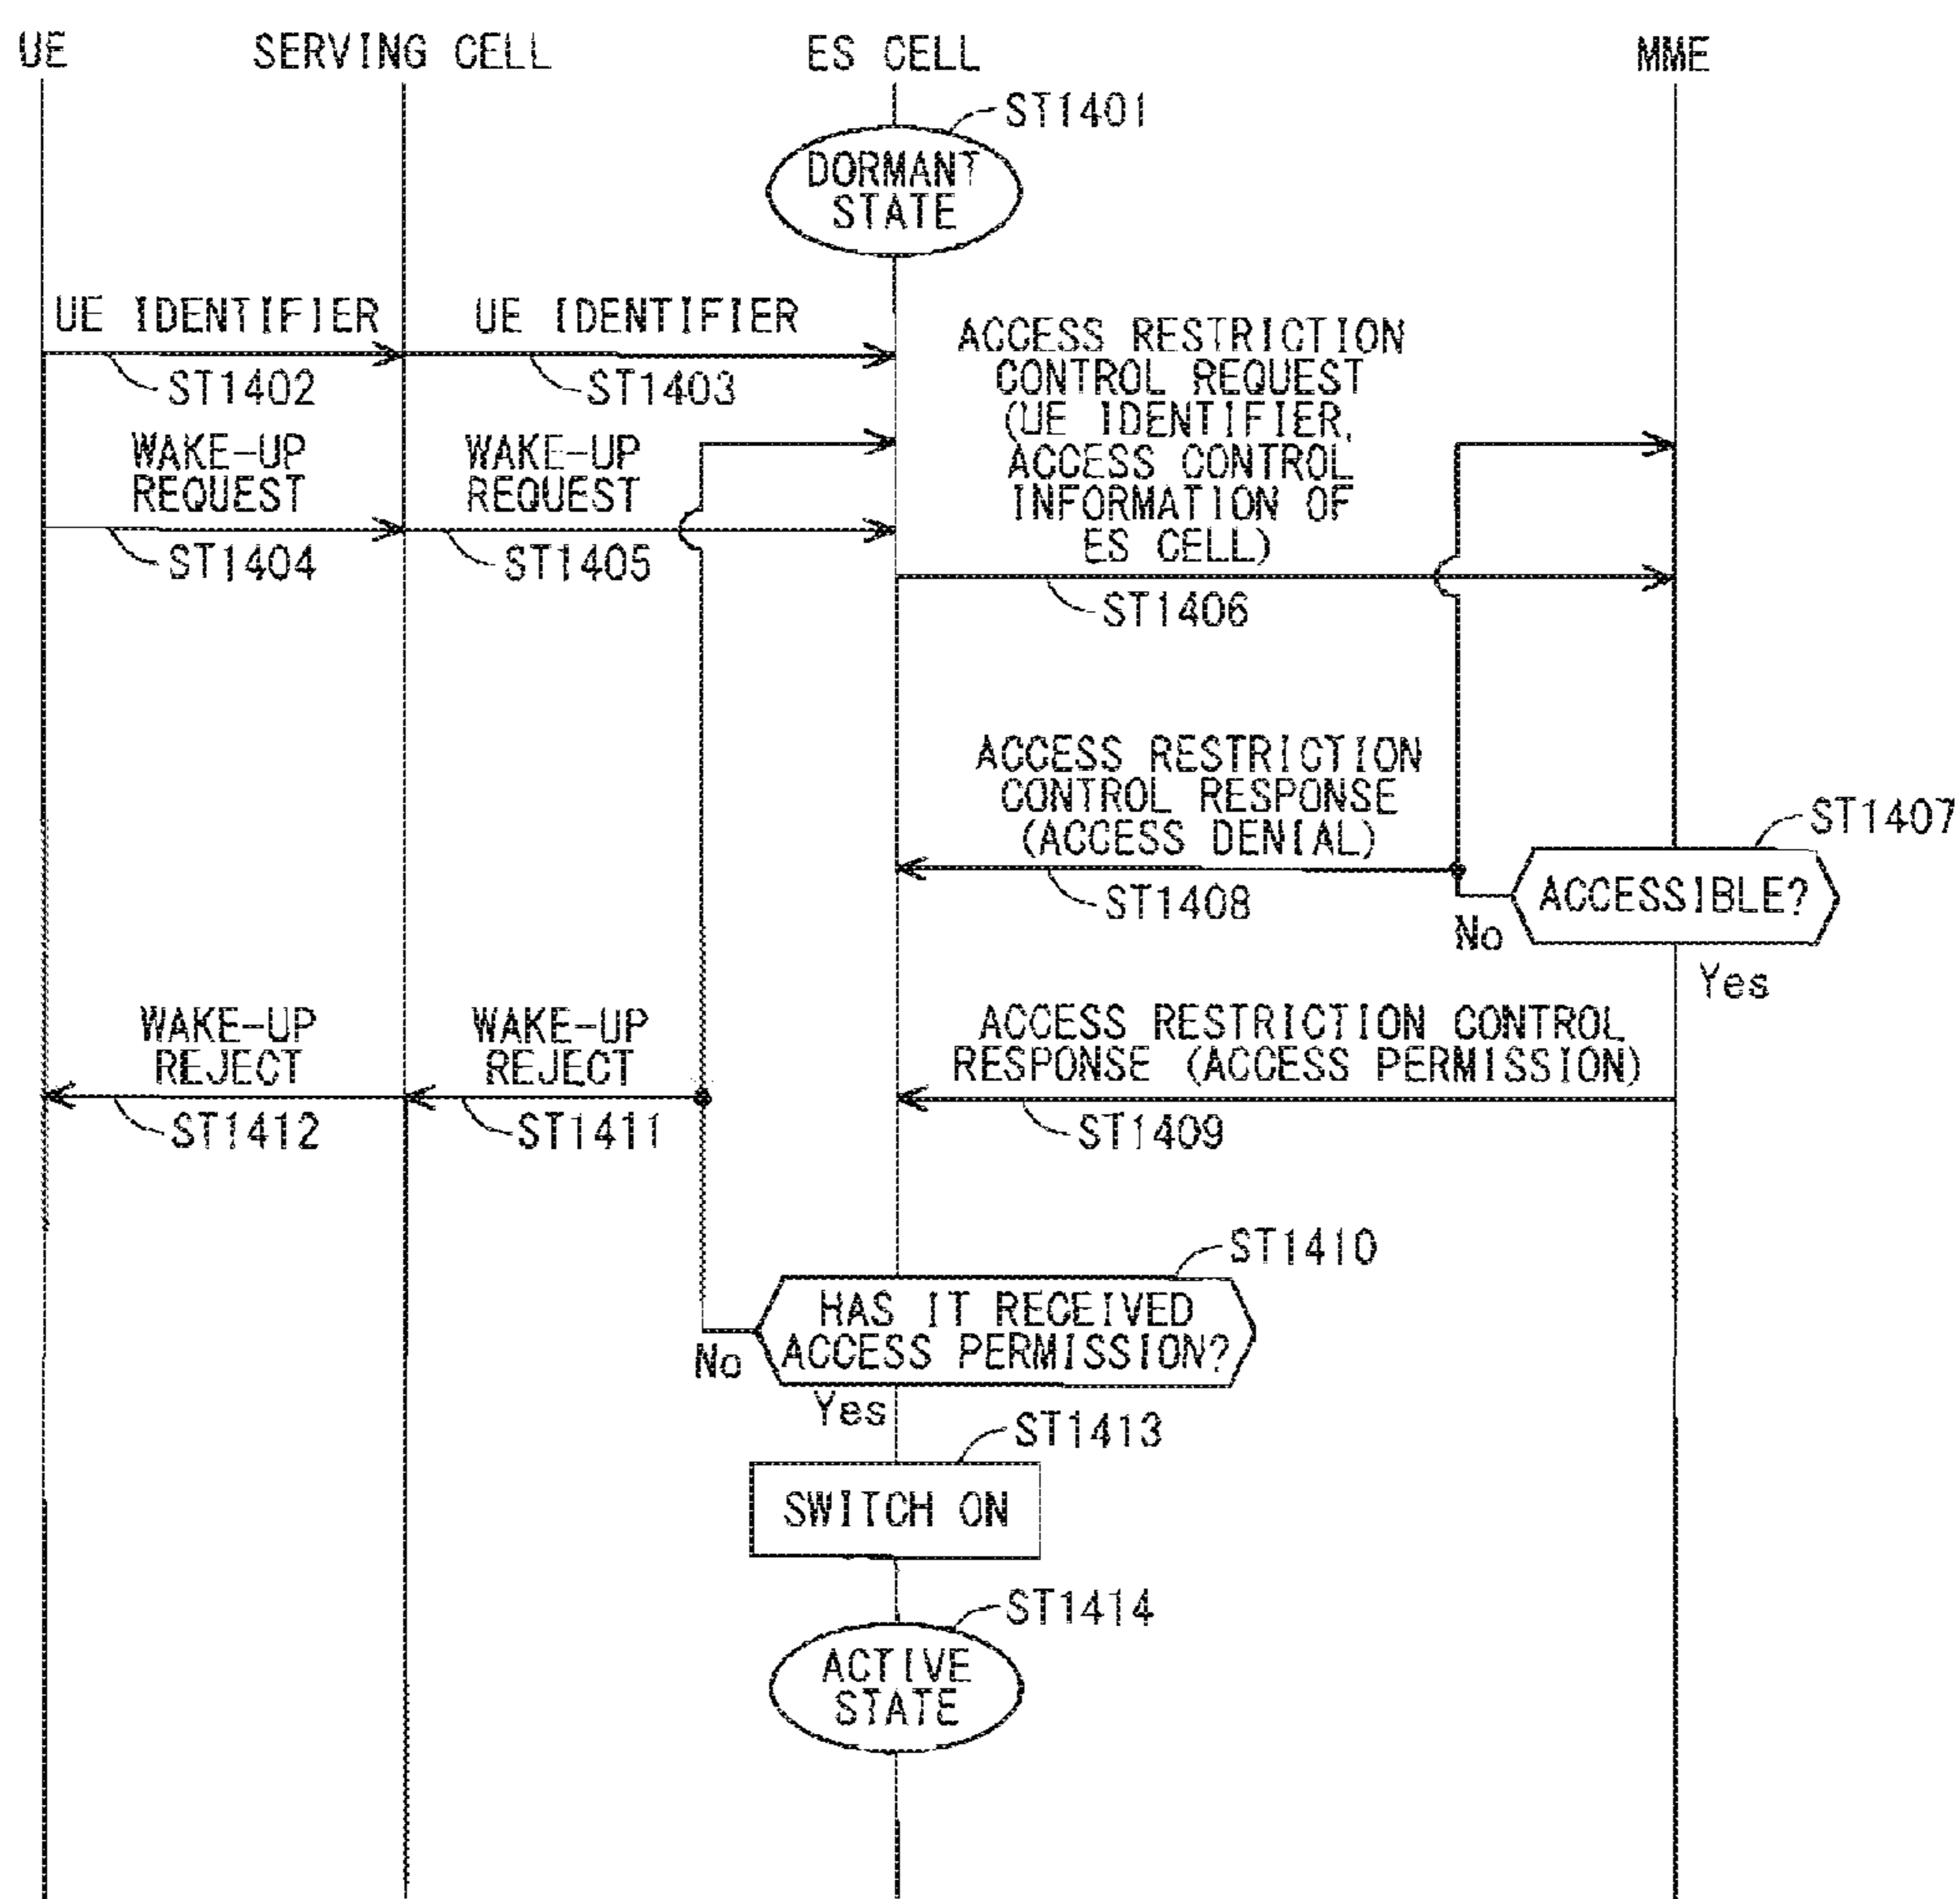 UE
SERVING CELL
ES CELL
MME
ST1401
DORMANT
STATE
UE IDENTIFIER
UE IDENTIFIER
ST1402
ST1403
ACCESS RESTRICTION
CONTROL REQUEST
(UE IDENTIFIER,
ACCESS CONTROL
INFORMATION OF
ES CELL)
WAKE-UP
REQUEST
WAKE-UP
REQUEST
ST1404
ST1405
ST1406
ACCESS RESTRICTION
CONTROL RESPONSE
(ACCESS DENIAL)
ST1407
ACCESSIBLE?
ST1408
No
Yes
WAKE-UP
REJECT
WAKE-UP
REJECT
ACCESS RESTRICTION CONTROL
RESPONSE (ACCESS PERMISSION)
ST1412
ST1411
ST1409
ST1410
HAS IT RECEIVED
ACCESS PERMISSION?
No
Yes
ST1413
SWITCH ON
ST1414
ACTIVE
STATE